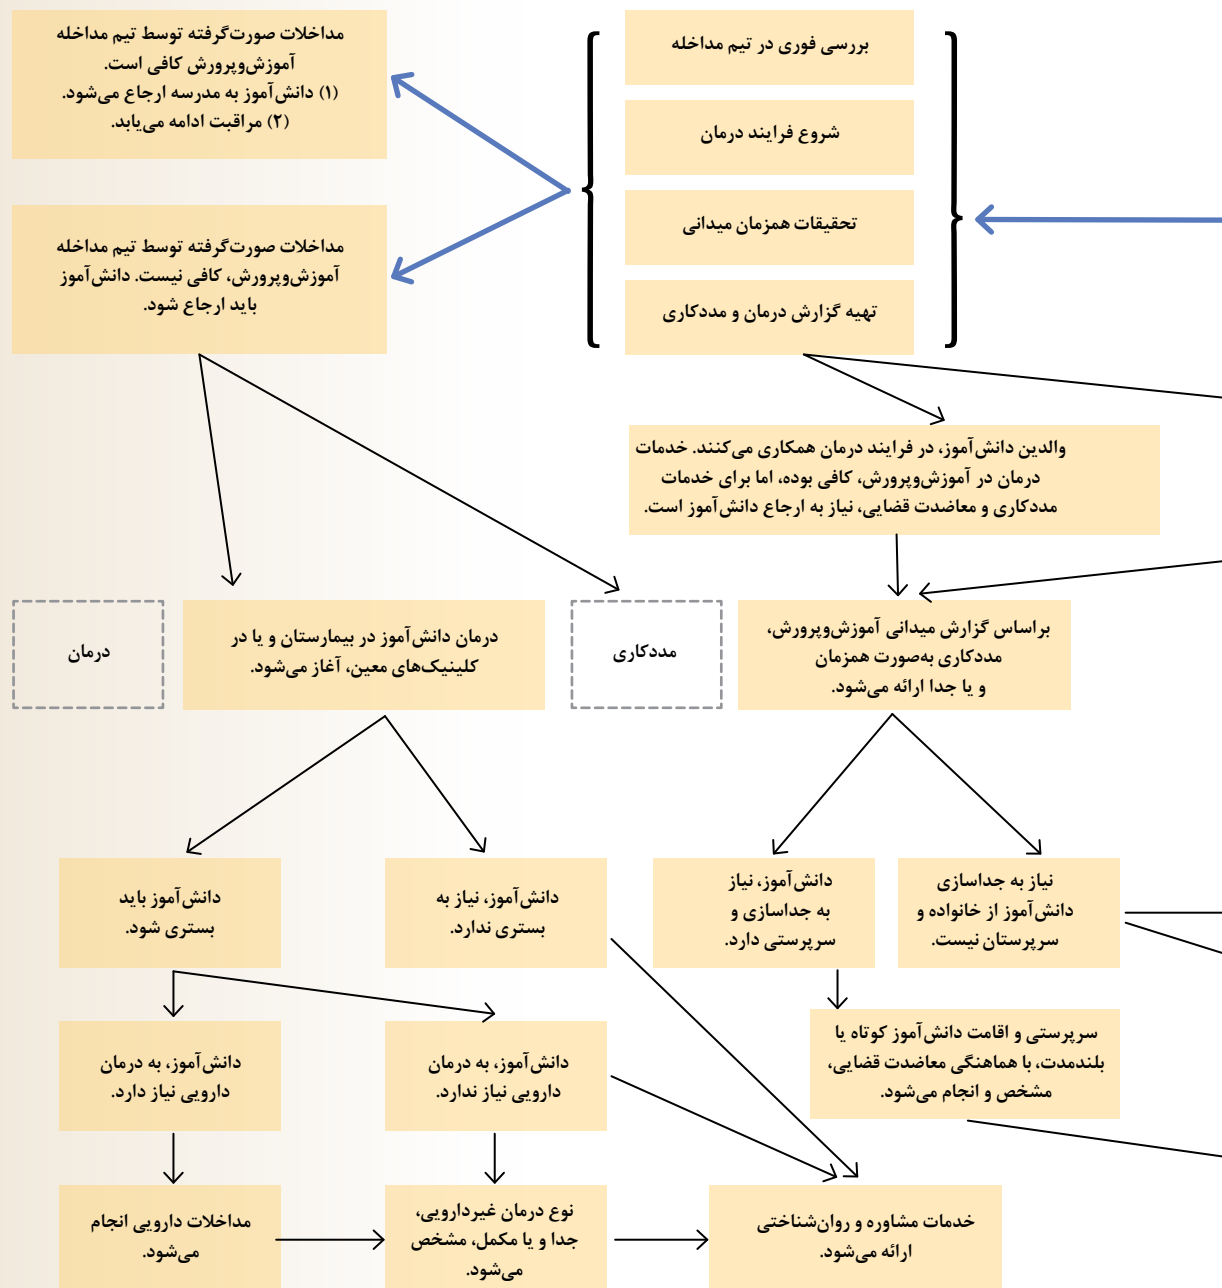 بررسی فوری در تیم مداخله
شروع فرایند درمان
تحقیقات همزمان میدانی
تهیه گزارش درمان و مددکاری
مداخلات صورت‌گرفته توسط تیم مداخله
آموزش‌وپرورش کافی است.
(۱) دانش‌آموز به مدرسه ارجاع می‌شود.
(۲) مراقبت ادامه می‌یابد.
مداخلات صورت‌گرفته توسط تیم مداخله
آموزش‌وپرورش، کافی نیست. دانش‌آموز
باید ارجاع شود.
والدین دانش‌آموز، در فرایند درمان همکاری می‌کنند. خدمات
درمان در آموزش‌وپرورش، کافی بوده، اما برای خدمات
مددکاری و معاضدت قضایی، نیاز به ارجاع دانش‌آموز است.
براساس گزارش میدانی آموزش‌وپرورش،
مددکاری به‌صورت همزمان
و یا جدا ارائه می‌شود.
مددکاری
درمان دانش‌آموز در بیمارستان و یا در
کلینیک‌های معین، آغاز می‌شود.
درمان
نیاز به جداسازی
دانش‌آموز از خانواده و
سرپرستان نیست.
دانش‌آموز، نیاز
به جداسازی و
سرپرستی دارد.
دانش‌آموز، نیاز به
بستری ندارد.
دانش‌آموز باید
بستری شود.
سرپرستی و اقامت دانش‌آموز کوتاه یا
بلندمدت، با هماهنگی معاضدت قضایی،
مشخص و انجام می‌شود.
دانش‌آموز، به درمان
دارویی نیاز ندارد.
دانش‌آموز، به درمان
دارویی نیاز دارد.
خدمات مشاوره و روان‌شناختی
ارائه می‌شود.
نوع درمان غیردارویی،
جدا و یا مکمل، مشخص
می‌شود.
مداخلات دارویی انجام
می‌شود.